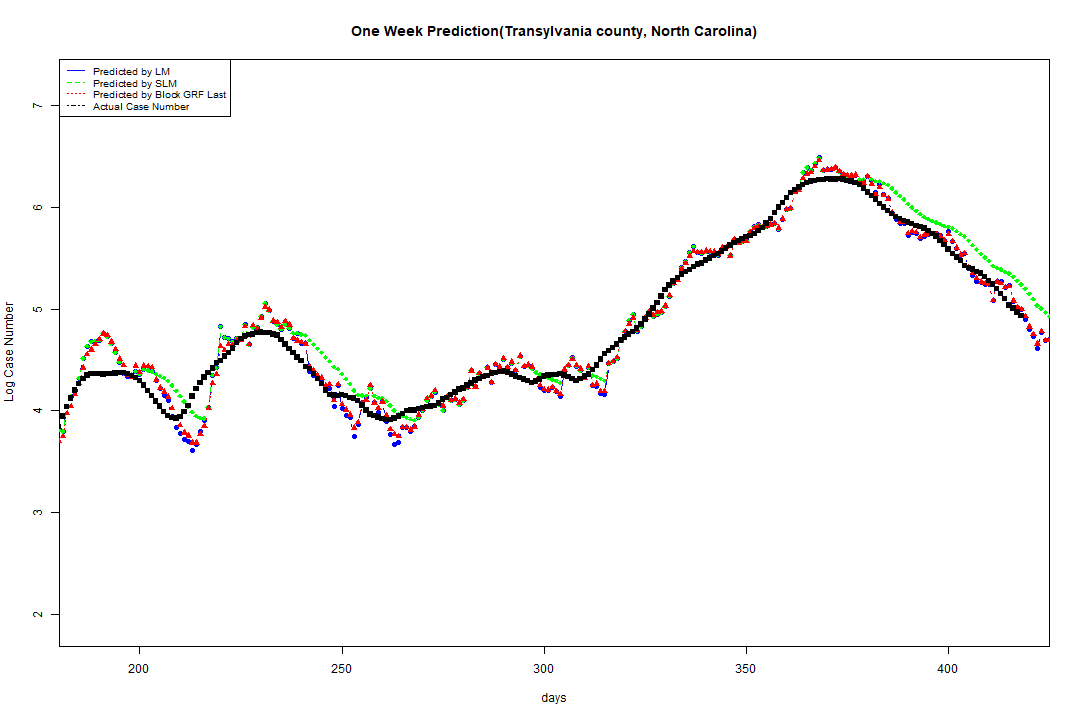 One Week Prediction(Transylvania county, North Carolina)
Predicted by LM
Predicted by SLM
Predicted by Block GRF Last
Actual Case Number
7
6
5
4
3
2
Log Case Number
200 250 300 350 400
days